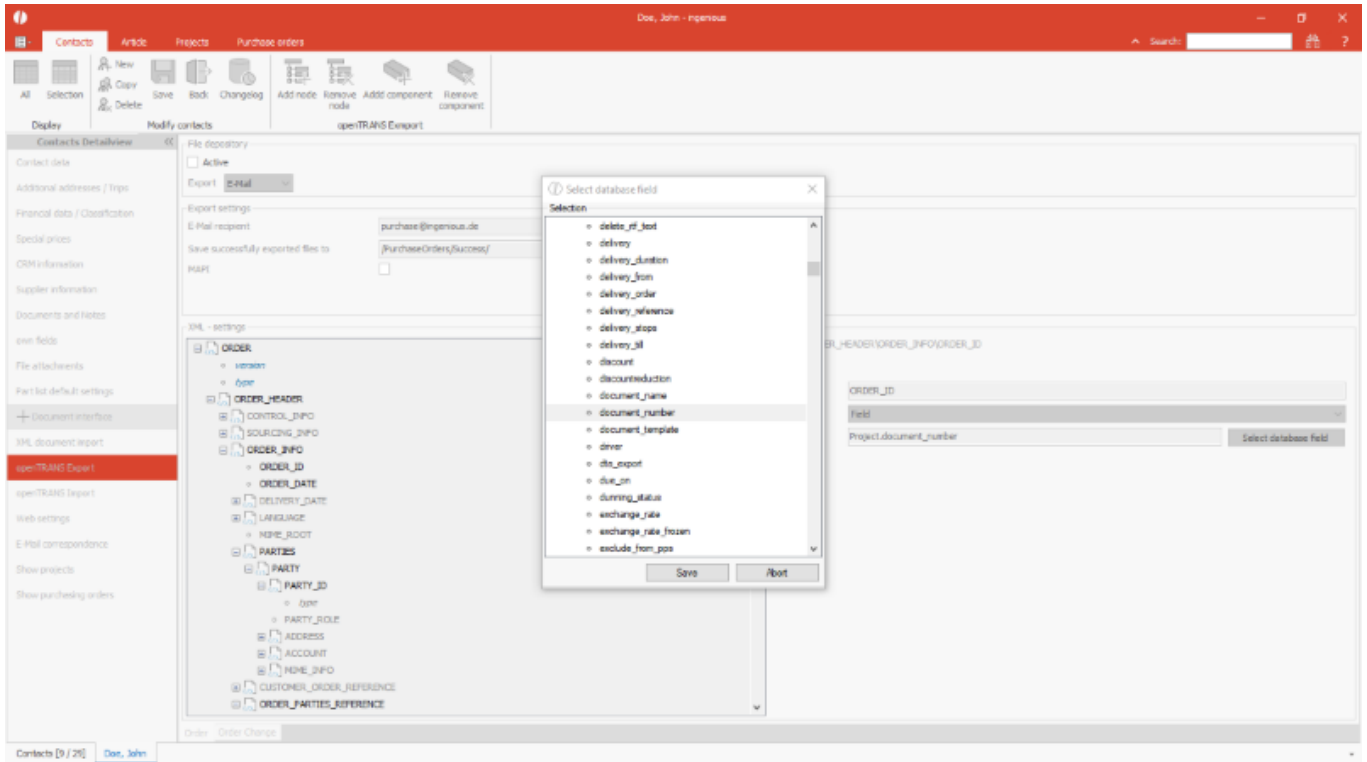 Doe, John - ingenious
Contacts Article Projects Purchase orders
Search:
?
New
Copy
Delete
All Selection Save Back Changelog Add node Remove node Addd component Remove component
Display Modify contacts openTRANS Exmport
Contacts Detailview
Contact data
Additional addresses / Trips
Financial data / Classification
Special prices
CRM information
Supplier information
Documents and Notes
own fields
File attachments
Part list default settings
Document interface
XML document import
openTRANS Export
openTRANS Import
Web settings
E-Mail correspondence
Show projects
Show purchasing orders
File depository
Active
Export E-Mail
Export settings
E-Mail recipient purchase@ingenious.de
Save successfully exported files to /PurchaseOrders/Success/
MAPI
XML - settings
ORDER
version
type
ORDER_HEADER
CONTROL_INFO
SOURCING_INFO
ORDER_INFO
ORDER_ID
ORDER_DATE
DELIVERY_DATE
LANGUAGE
MIME_ROOT
PARTIES
PARTY
PARTY_ID
type
PARTY_ROLE
ADDRESS
ACCOUNT
MIME_INFO
CUSTOMER_ORDER_REFERENCE
ORDER_PARTIES_REFERENCE
Select database field
Selection
delete_rtf_text
delivery
delivery_duration
delivery_from
delivery_order
delivery_reference
delivery_stops
delivery_till
discount
discountreduction
document_name
document_number
document_template
driver
dta_export
due_on
dunning_status
exchange_rate
exchange_rate_frozen
exclude_from_pps
Save Abort
ER_HEADER\ORDER_INFO\ORDER_ID
ORDER_ID
Field
Project.document_number Select database field
Order Order Change
Contacts [9 / 29] Doe, John